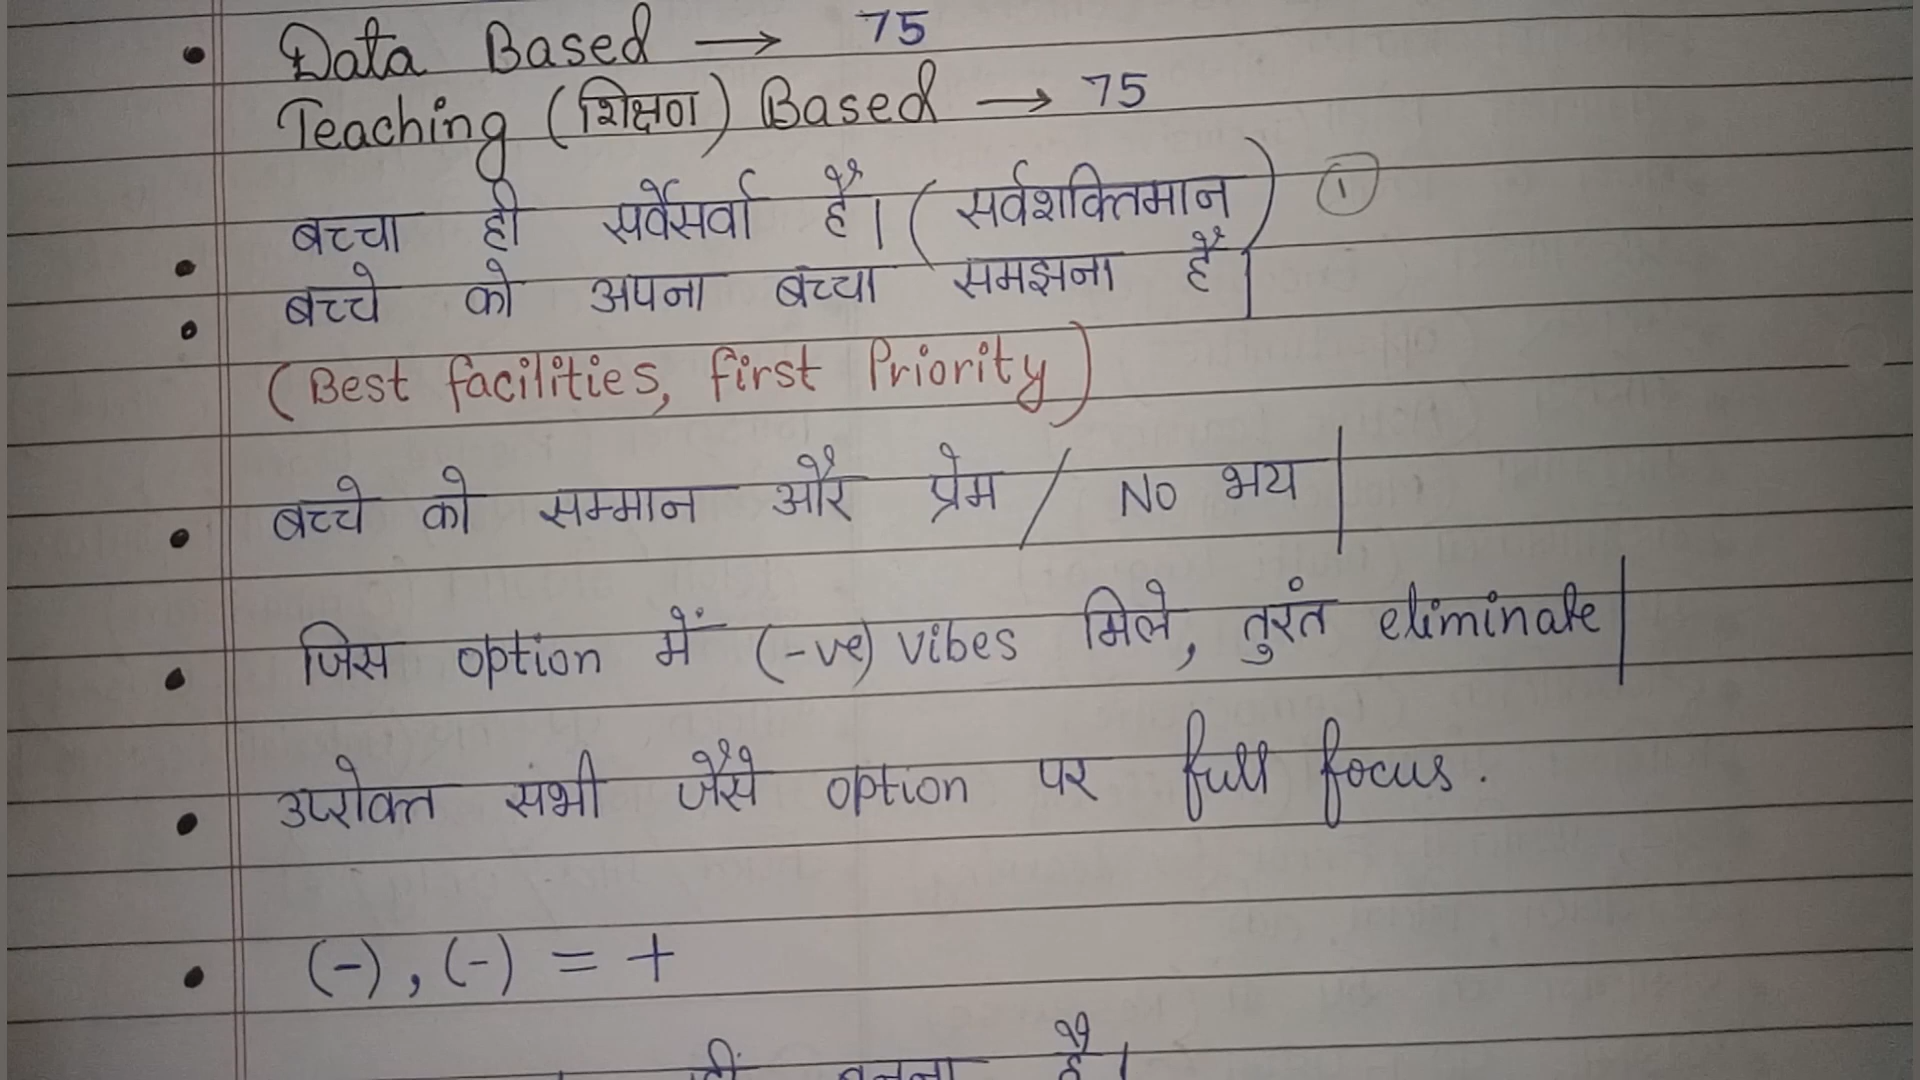 • Data Based → 75
Teaching (शिक्षण) Based → 75
• बच्चा ही सर्वेसर्वा है। (सर्वशक्तिमान) ①
• बच्चे को अपना बच्चा समझना है।
(Best facilities, first Priority)
• बच्चे को सम्मान और प्रेम / No भय |
• जिस option में (-ve) vibes मिले, तुरंत eliminate |
• उपरोक्त सभी जैसे option पर full focus.
• (-), (-) = +
है।